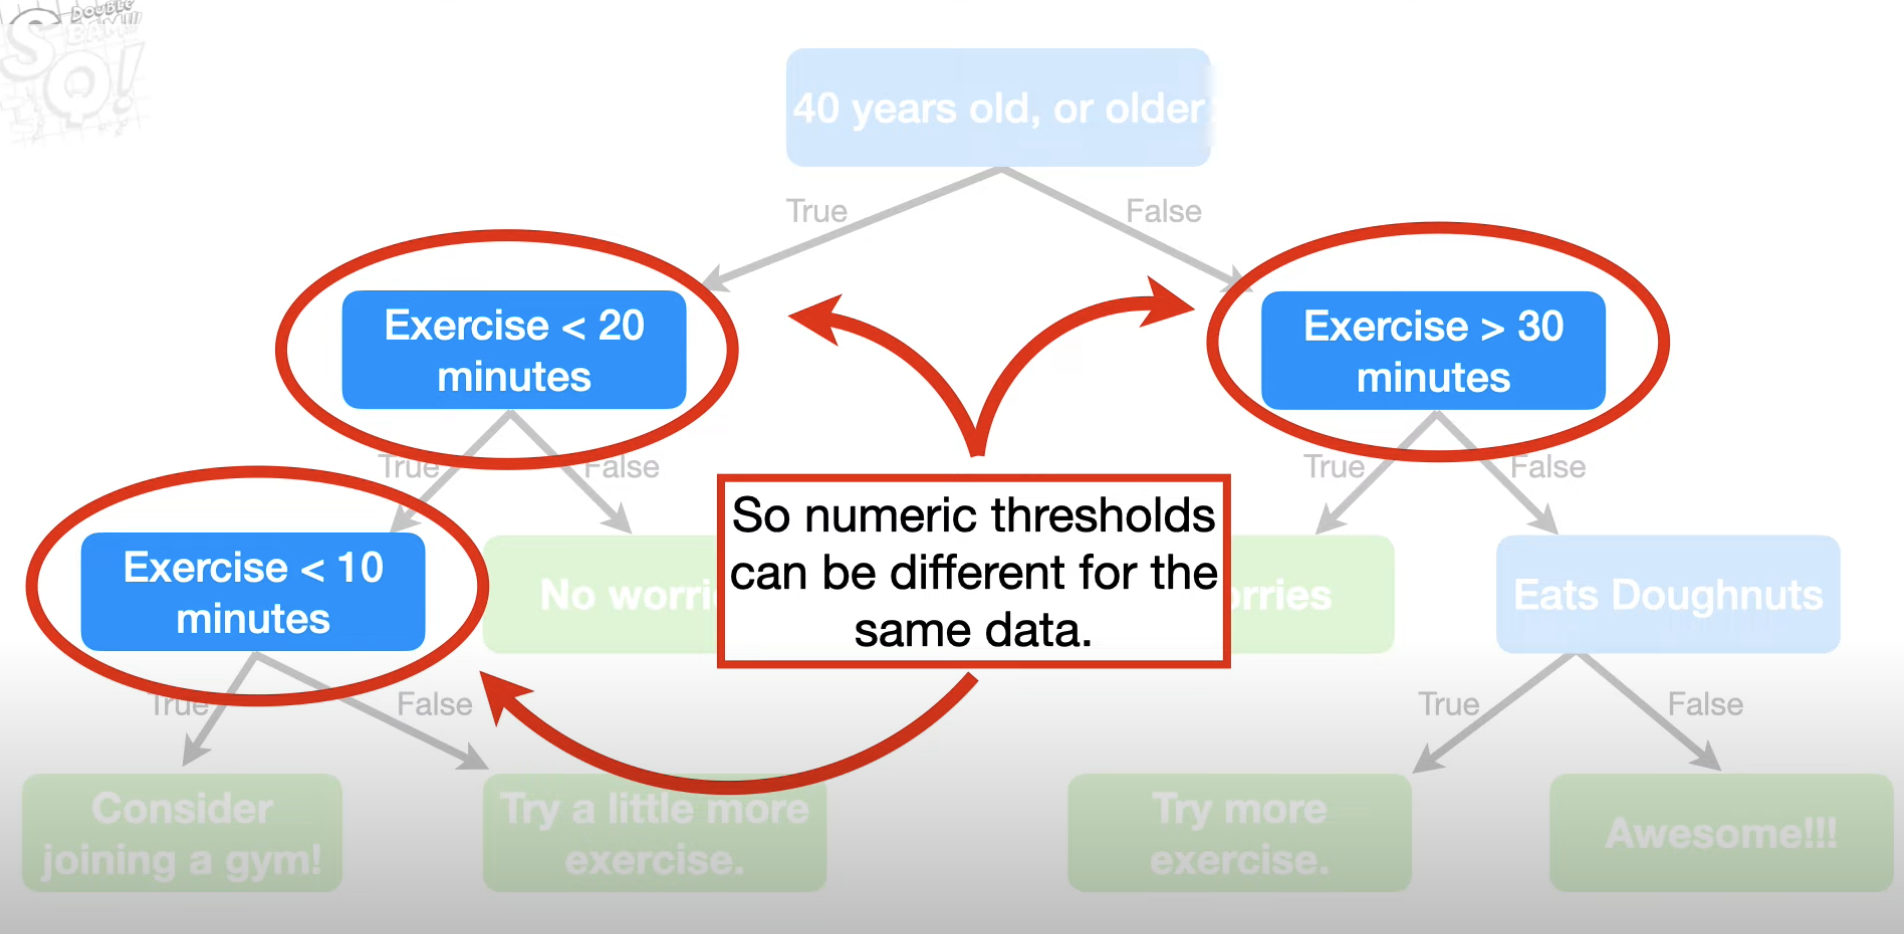 DOUBLE
BAM!!!
SQ!
40 years old, or older
True
False
Exercise < 20
minutes
Exercise > 30
minutes
True
False
True
False
Exercise < 10
minutes
No worri
So numeric thresholds
can be different for the
same data.
orries
Eats Doughnuts
True
False
True
False
Consider
joining a gym!
Try a little more
exercise.
Try more
exercise.
Awesome!!!